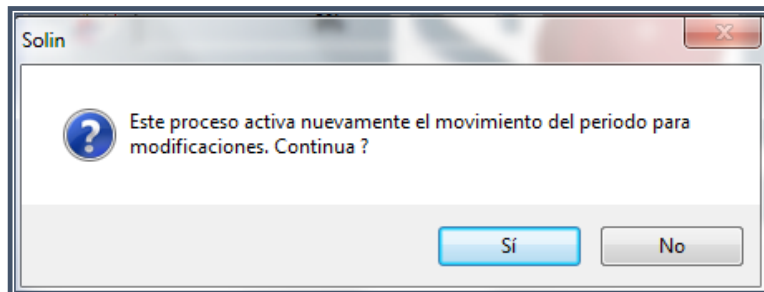 Solin
Este proceso activa nuevamente el movimiento del periodo para
modificaciones. Continua ?
Sí
No